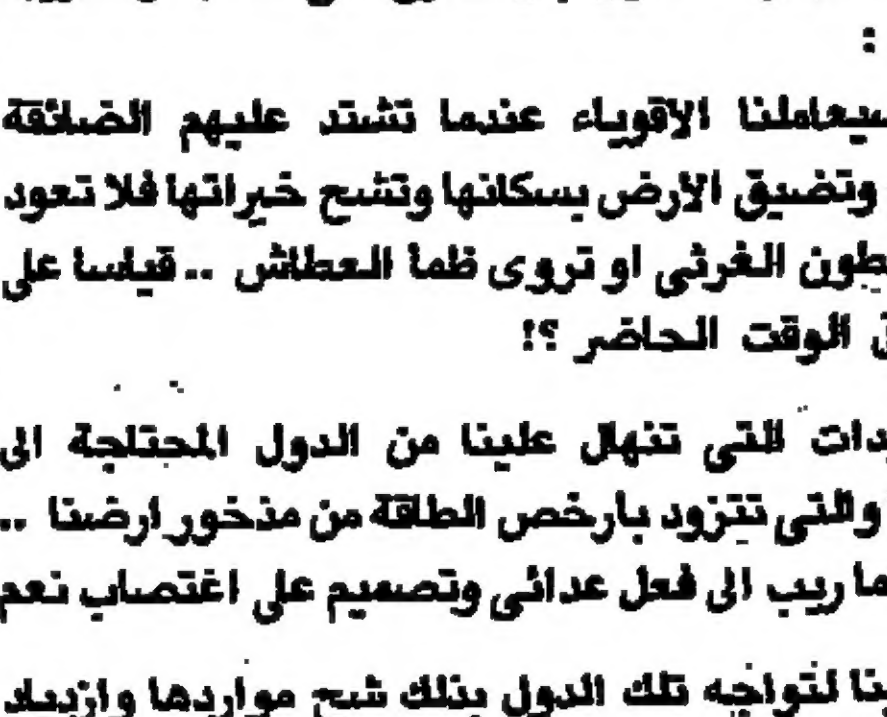 :
سيعاملنا الاقوياء عندما تشتد عليهم الضائقة
وتضيق الأرض بسكانها وتشح خيراتها فلا تعود
بطون الغرثى او تروى ظمأ العطاش .. قياسا على
الوقت الحاضر ؟!
دات التى تنهال علينا من الدول المحتاجة الى
والتى تتزود بارخص الطاقة من مذخور ارضنا ..
ما ريب الى فعل عدائى وتصميم على اغتصاب نعم
نا لتواجه تلك الدول بذلك شح مواردها وازدياد